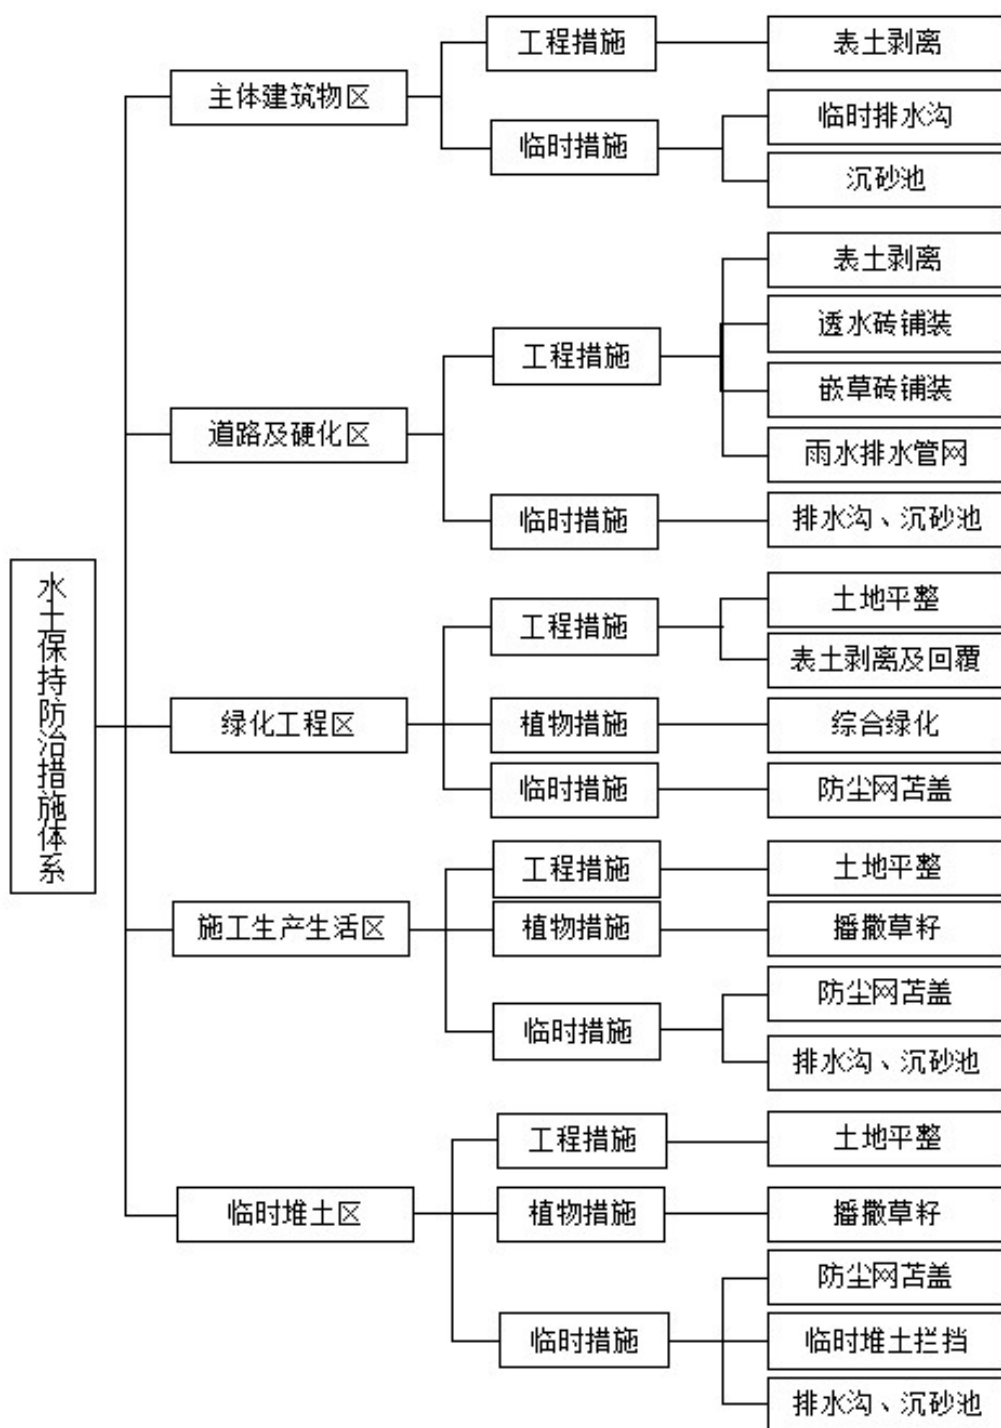 水土保持防治措施体系
主体建筑物区
工程措施
表土剥离
临时措施
临时排水沟
沉砂池
道路及硬化区
工程措施
表土剥离
透水砖铺装
嵌草砖铺装
雨水排水管网
临时措施
排水沟、沉砂池
绿化工程区
工程措施
土地平整
表土剥离及回覆
植物措施
综合绿化
临时措施
防尘网苫盖
施工生产生活区
工程措施
土地平整
植物措施
播撒草籽
临时措施
防尘网苫盖
排水沟、沉砂池
临时堆土区
工程措施
土地平整
植物措施
播撒草籽
临时措施
防尘网苫盖
临时堆土拦挡
排水沟、沉砂池